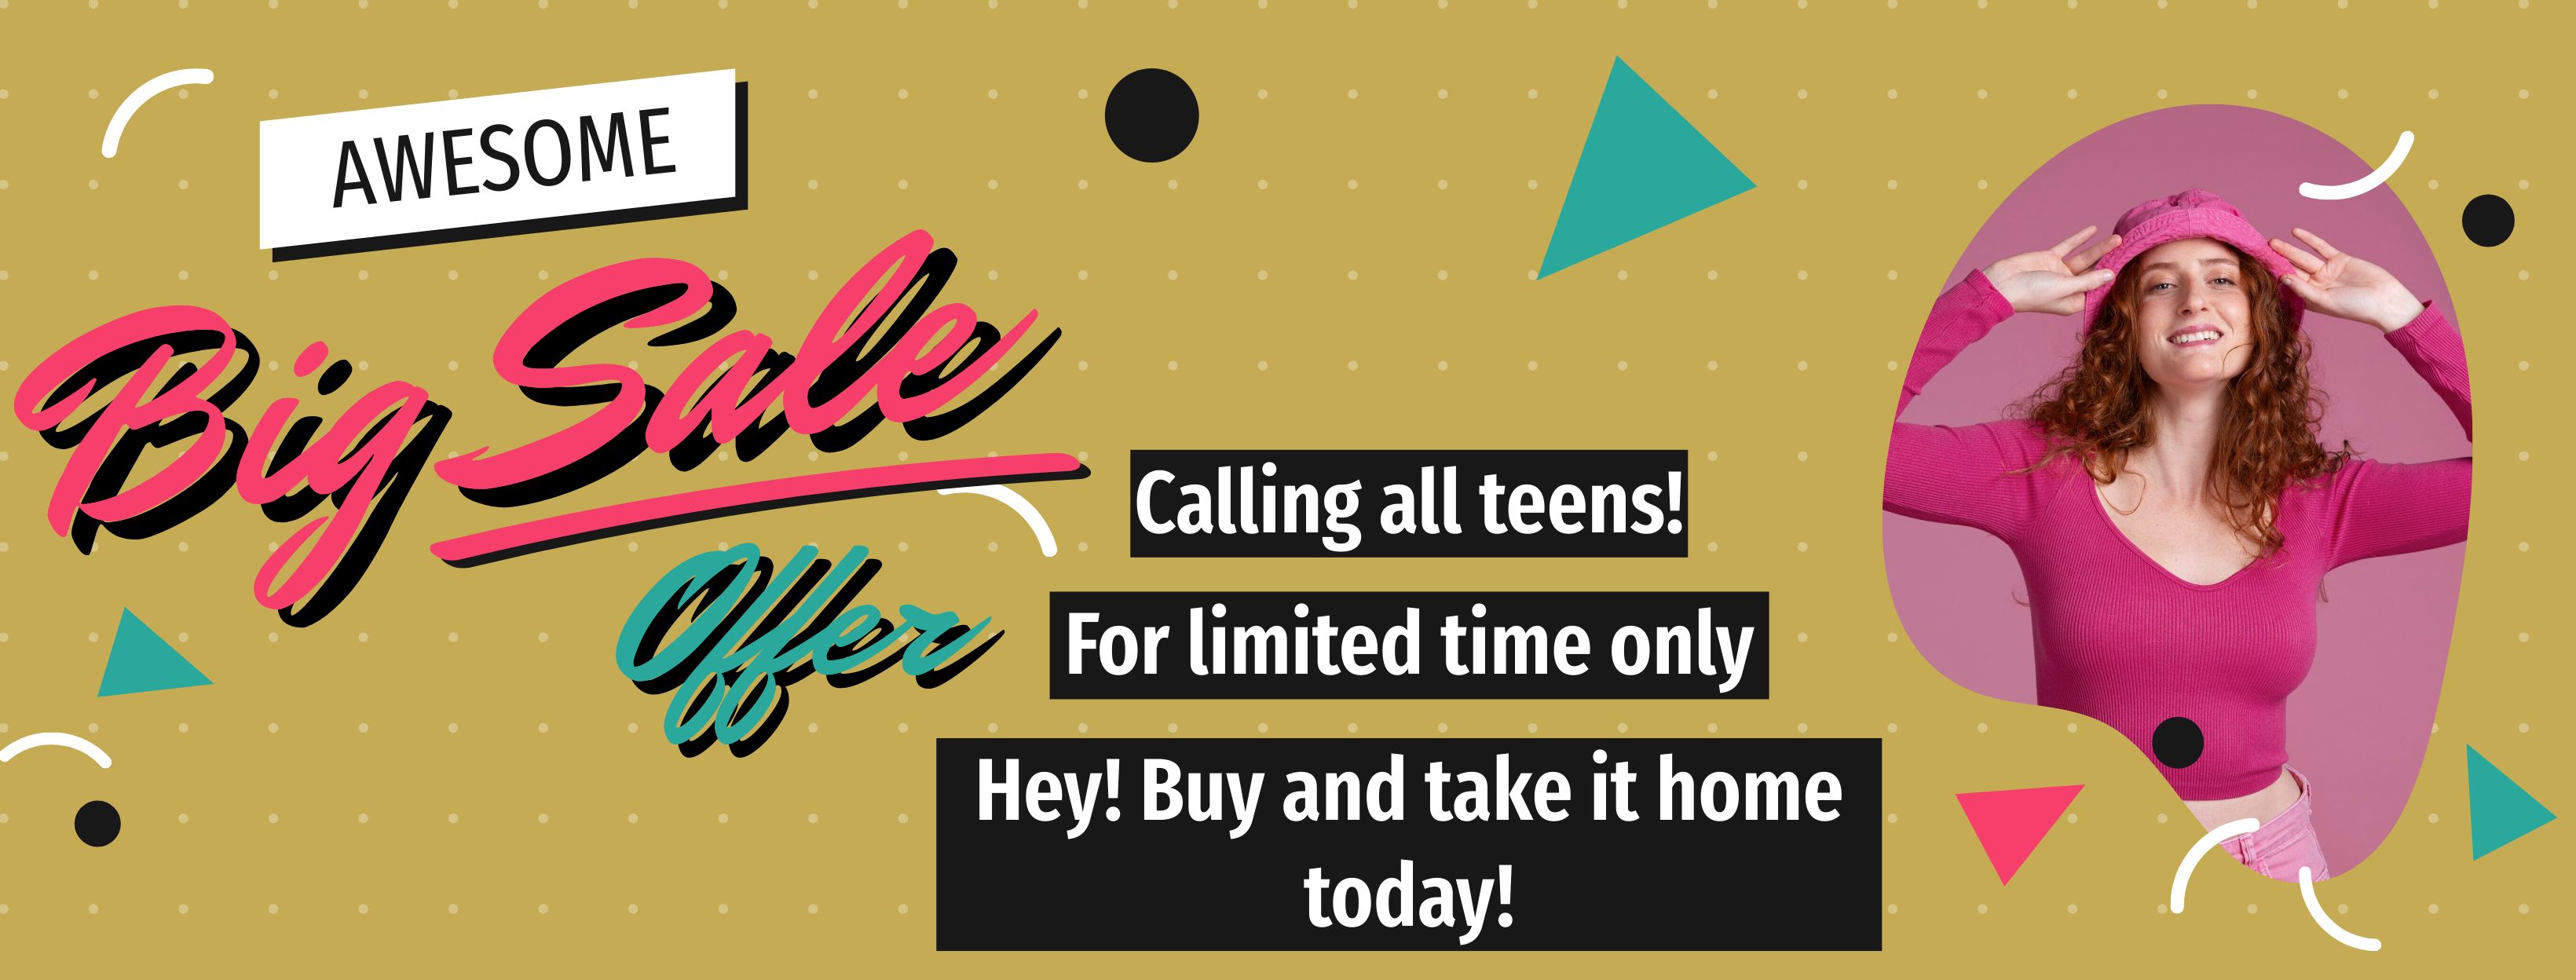 AWESOME
Big Sale
Offer
Calling all teens!
For limited time only
Hey! Buy and take it home
today!